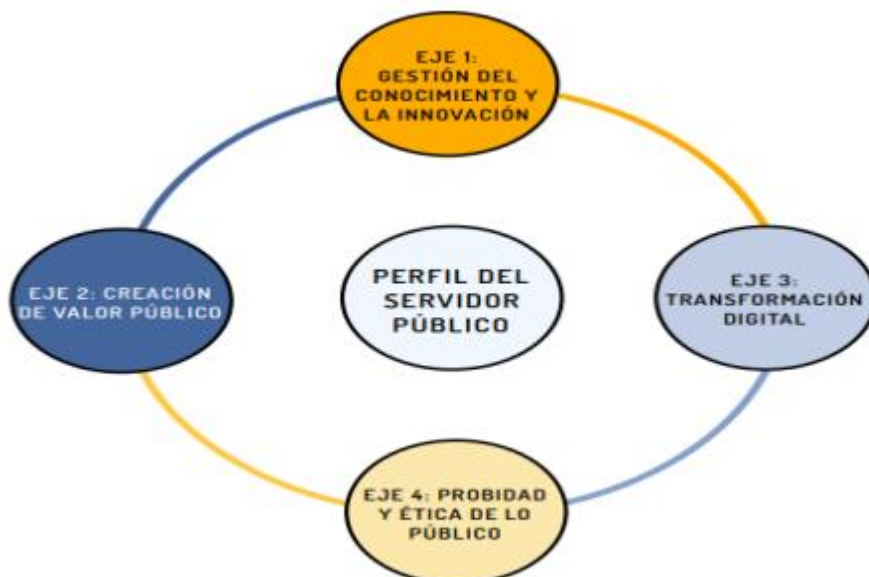 EJE 1:
GESTIÓN DEL
CONOCIMIENTO Y
LA INNOVACIÓN
EJE 2: CREACIÓN
DE VALOR PÚBLICO
PERFIL DEL
SERVIDOR
PÚBLICO
EJE 3:
TRANSFORMACIÓN
DIGITAL
EJE 4: PROBIDAD
Y ÉTICA DE LO
PÚBLICO